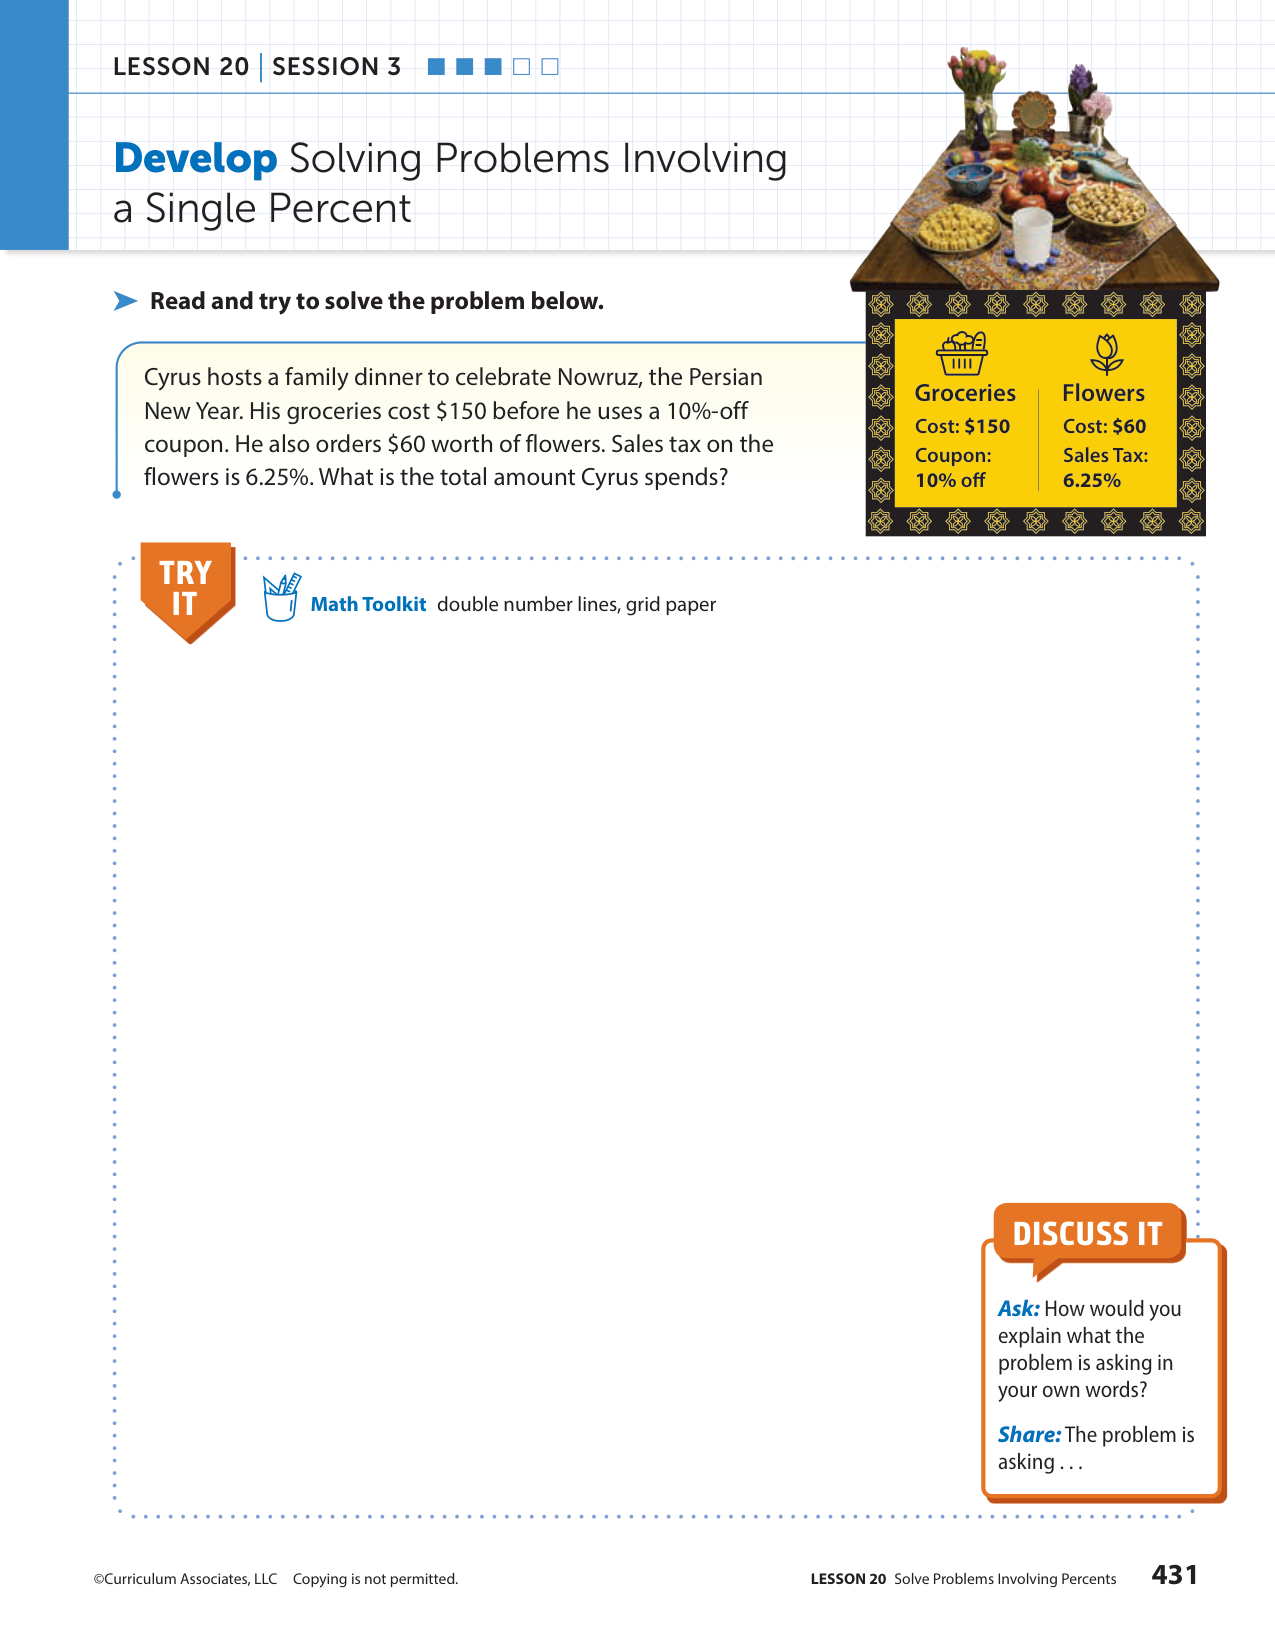 LESSON 20 | SESSION 3
Develop Solving Problems Involving
a Single Percent
Read and try to solve the problem below.
Cyrus hosts a family dinner to celebrate Nowruz, the Persian
New Year. His groceries cost $150 before he uses a 10%-off
coupon. He also orders $60 worth of flowers. Sales tax on the
flowers is 6.25%. What is the total amount Cyrus spends?
Groceries
Cost: $150
Coupon:
10% off
Flowers
Cost: $60
Sales Tax:
6.25%
TRY
IT
Math Toolkit double number lines, grid paper
DISCUSS IT
Ask: How would you
explain what the
problem is asking in
your own words?
Share: The problem is
asking . . .
©Curriculum Associates, LLC Copying is not permitted.
LESSON 20 Solve Problems Involving Percents 431